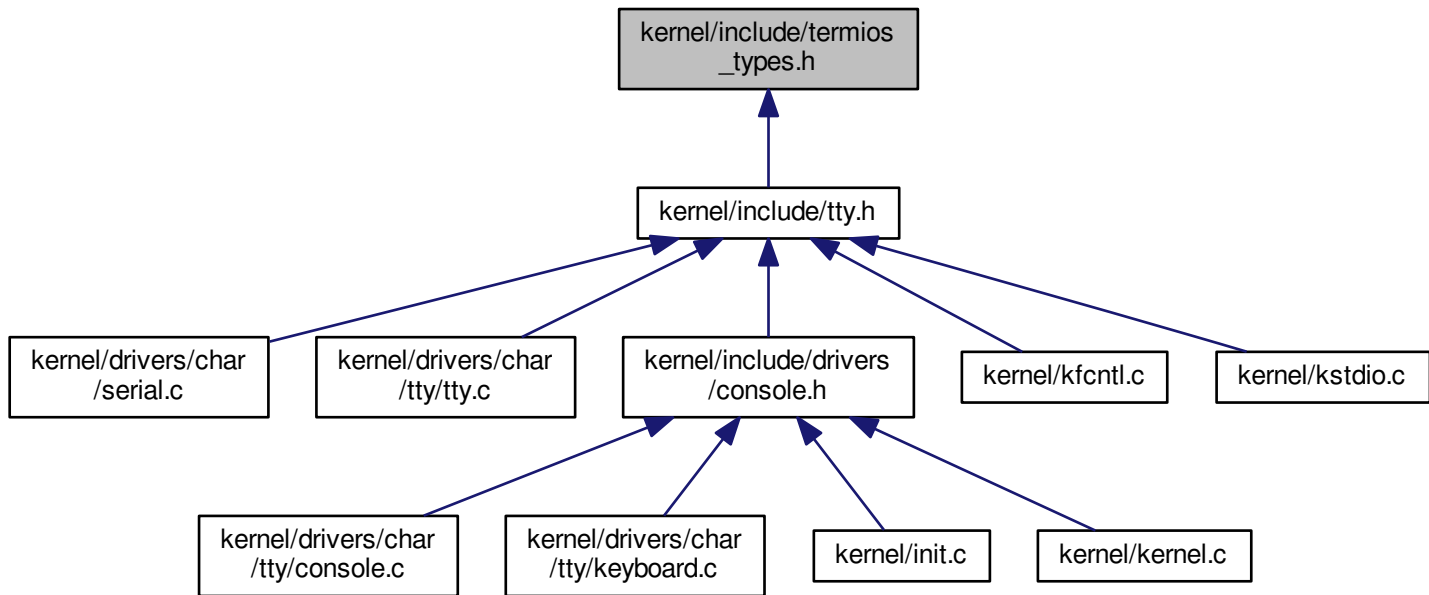 kernel/include/termios
_types.h
kernel/include/tty.h
kernel/drivers/char
/serial.c
kernel/drivers/char
/tty/tty.c
kernel/include/drivers
/console.h
kernel/kfcntl.c
kernel/kstdio.c
kernel/drivers/char
/tty/console.c
kernel/drivers/char
/tty/keyboard.c
kernel/init.c
kernel/kernel.c